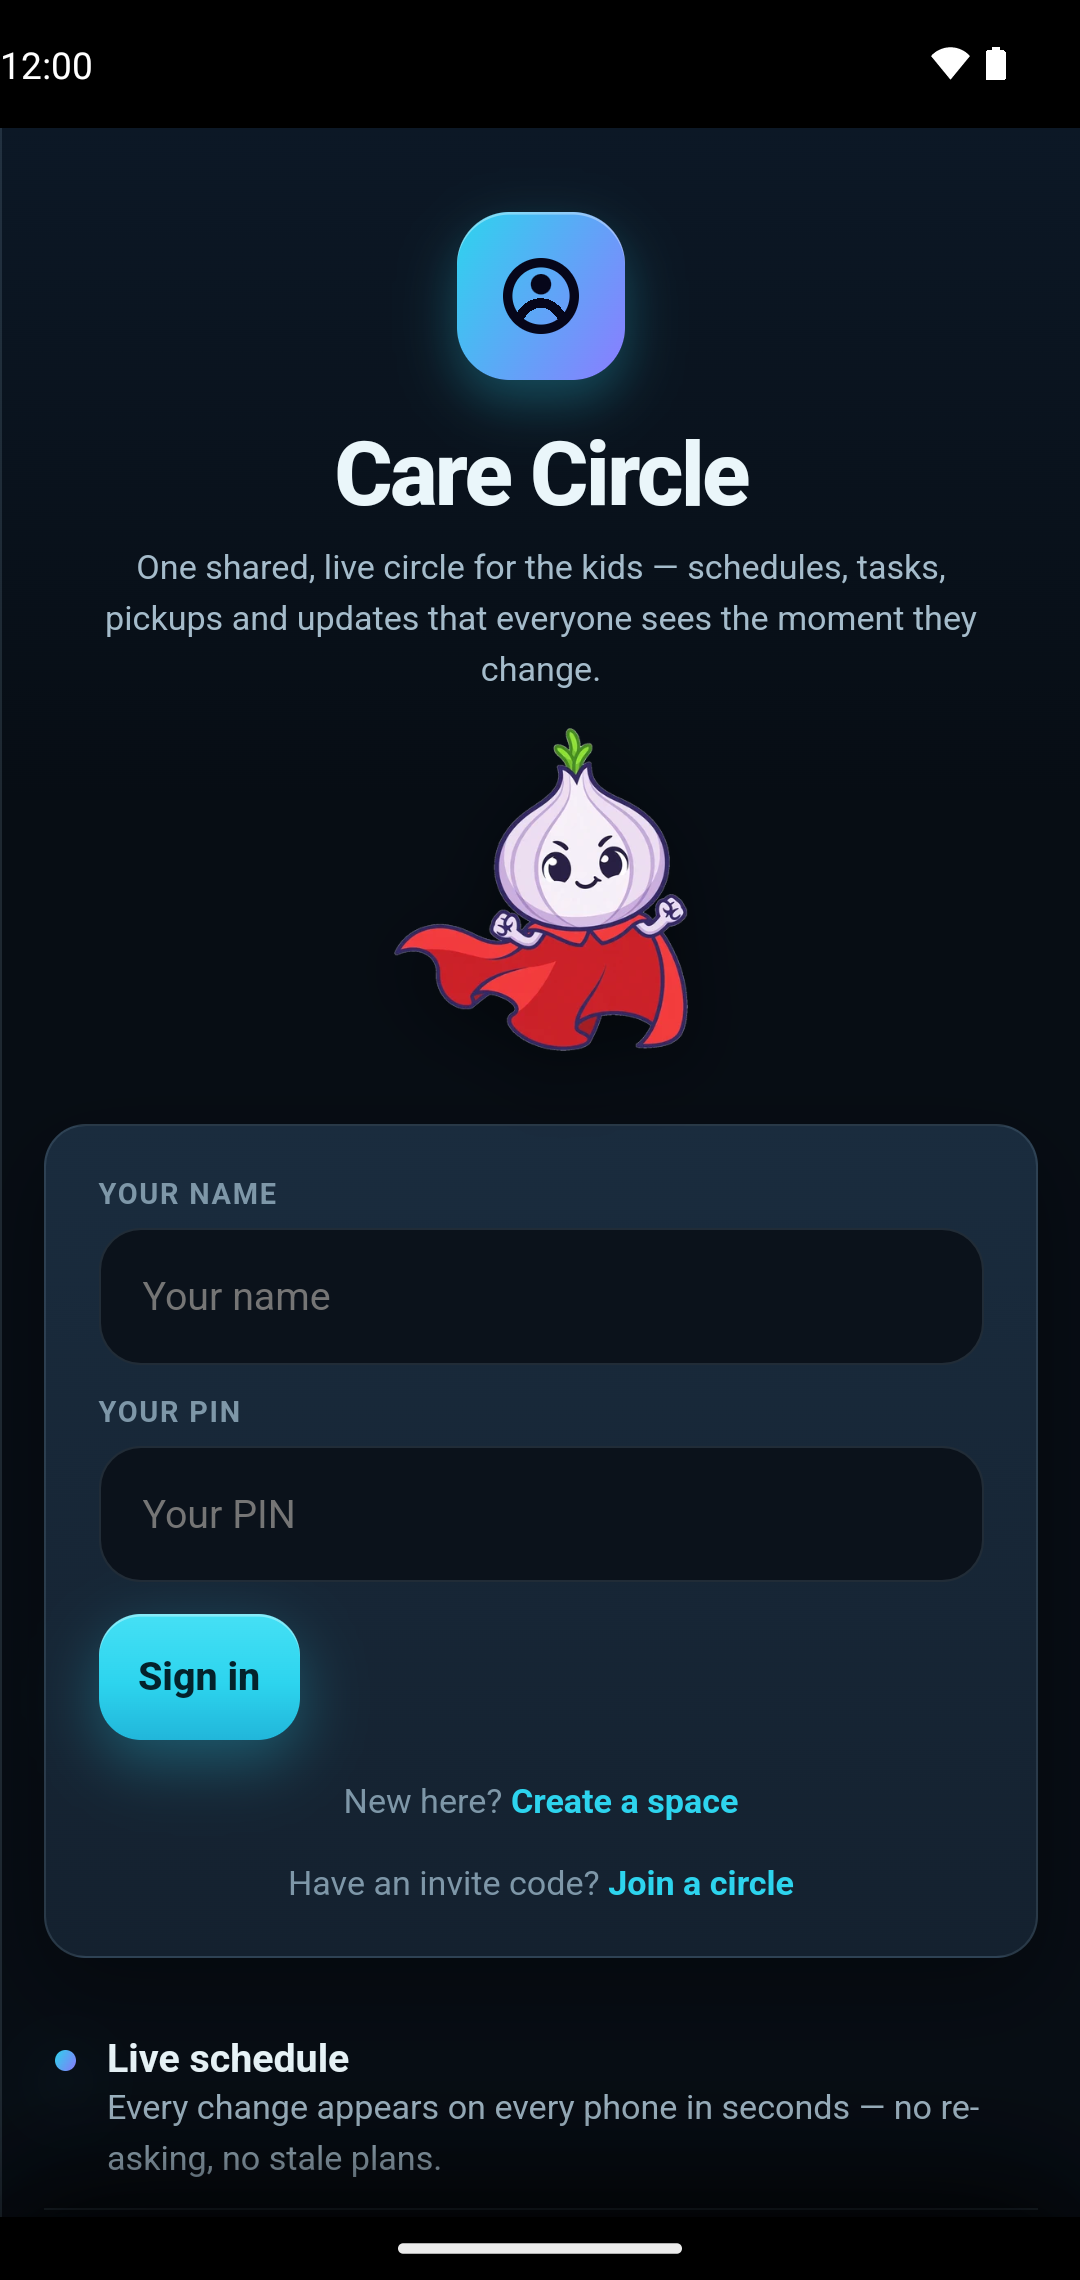 12:00
Care Circle
One shared, live circle for the kids — schedules, tasks,
pickups and updates that everyone sees the moment they
change.
YOUR NAME
Your name
YOUR PIN
Your PIN
Sign in
New here? Create a space
Have an invite code? Join a circle
Live schedule
Every change appears on every phone in seconds — no re-
asking, no stale plans.